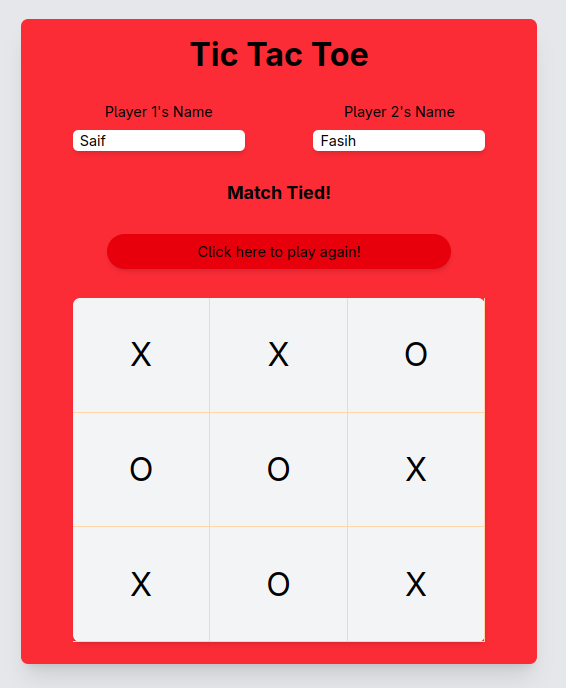 Tic Tac Toe
Player 1's Name Player 2's Name
Saif Fasih
Match Tied!
Click here to play again!
X X O
O O X
X O X